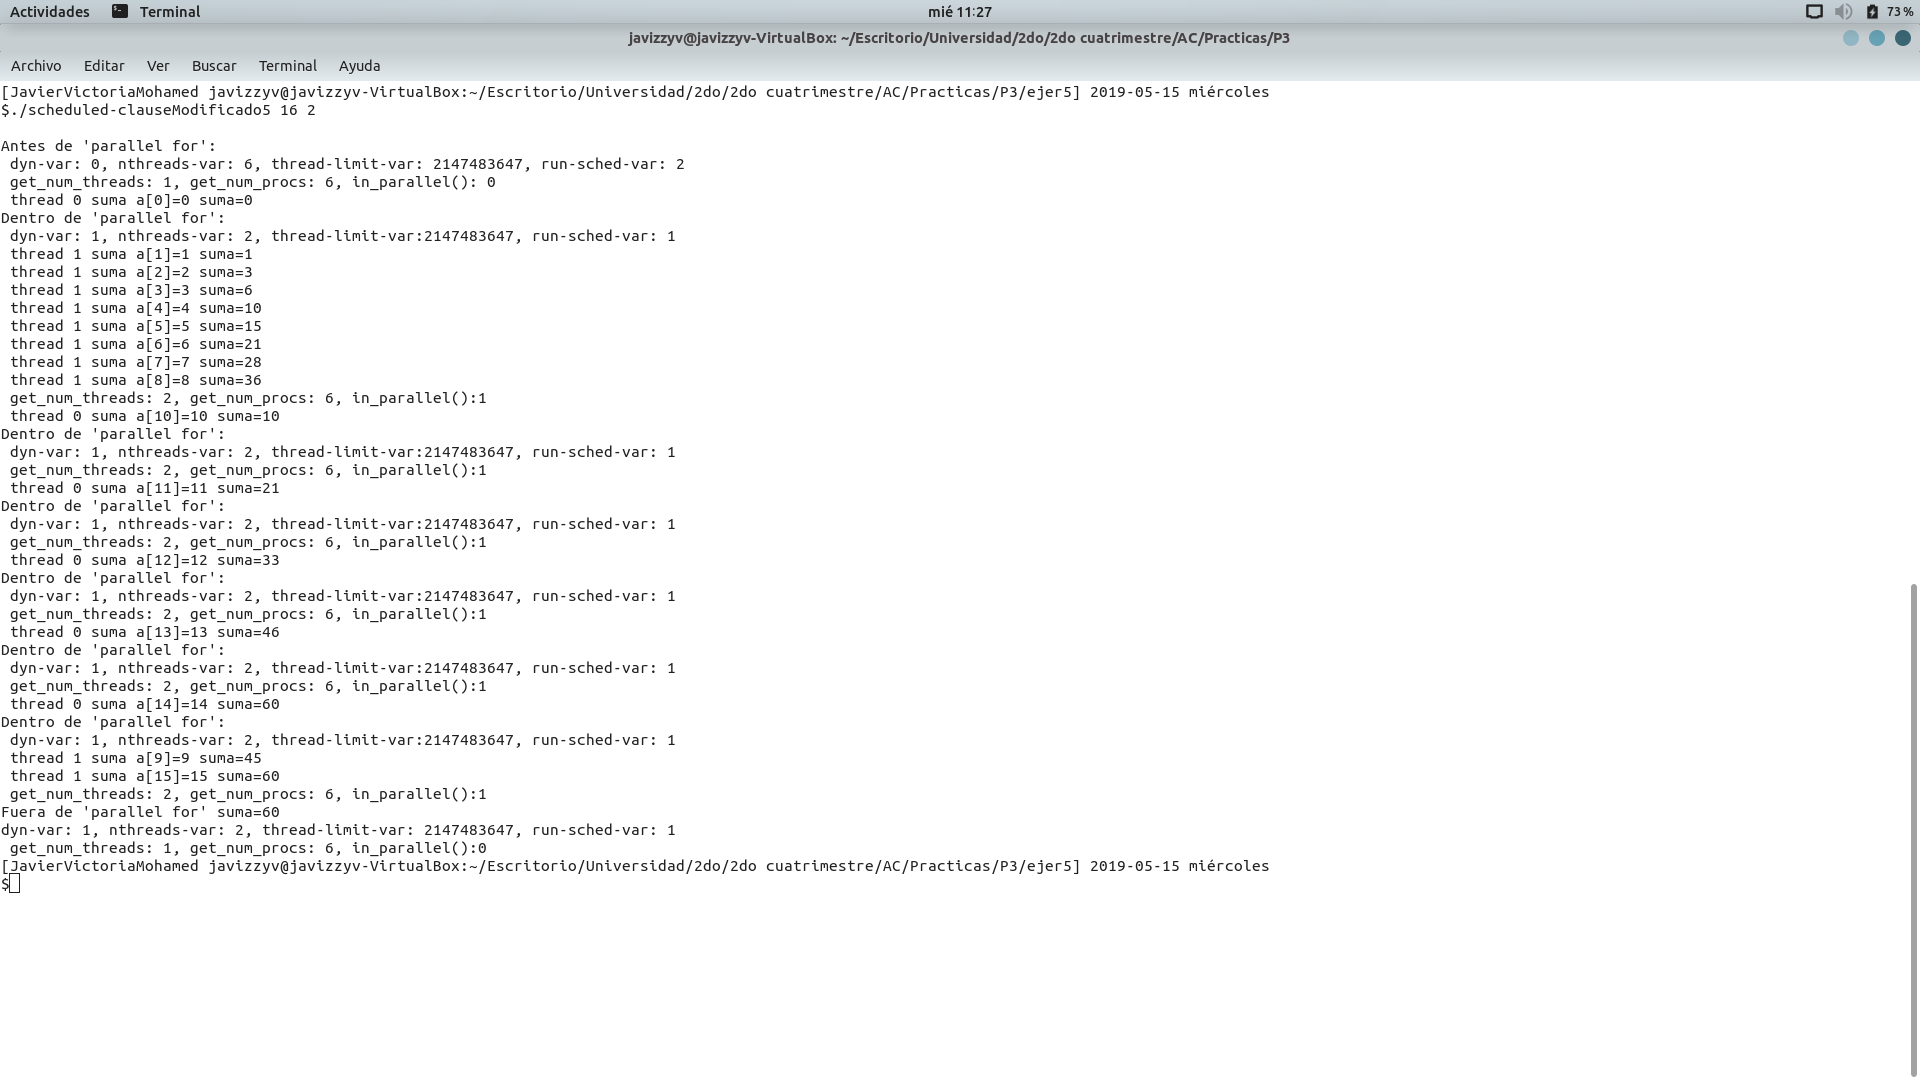 Actividades Terminal mié 11:27 73 %
javizzyv@javizzyv-VirtualBox: ~/Escritorio/Universidad/2do/2do cuatrimestre/AC/Practicas/P3
Archivo Editar Ver Buscar Terminal Ayuda
[JavierVictoriaMohamed javizzyv@javizzyv-VirtualBox:~/Escritorio/Universidad/2do/2do cuatrimestre/AC/Practicas/P3/ejer5] 2019-05-15 miércoles
$./scheduled-clauseModificado5 16 2
Antes de 'parallel for':
dyn-var: 0, nthreads-var: 6, thread-limit-var: 2147483647, run-sched-var: 2
get_num_threads: 1, get_num_procs: 6, in_parallel(): 0
thread 0 suma a[0]=0 suma=0
Dentro de 'parallel for':
dyn-var: 1, nthreads-var: 2, thread-limit-var:2147483647, run-sched-var: 1
thread 1 suma a[1]=1 suma=1
thread 1 suma a[2]=2 suma=3
thread 1 suma a[3]=3 suma=6
thread 1 suma a[4]=4 suma=10
thread 1 suma a[5]=5 suma=15
thread 1 suma a[6]=6 suma=21
thread 1 suma a[7]=7 suma=28
thread 1 suma a[8]=8 suma=36
get_num_threads: 2, get_num_procs: 6, in_parallel():1
thread 0 suma a[10]=10 suma=10
Dentro de 'parallel for':
dyn-var: 1, nthreads-var: 2, thread-limit-var:2147483647, run-sched-var: 1
get_num_threads: 2, get_num_procs: 6, in_parallel():1
thread 0 suma a[11]=11 suma=21
Dentro de 'parallel for':
dyn-var: 1, nthreads-var: 2, thread-limit-var:2147483647, run-sched-var: 1
get_num_threads: 2, get_num_procs: 6, in_parallel():1
thread 0 suma a[12]=12 suma=33
Dentro de 'parallel for':
dyn-var: 1, nthreads-var: 2, thread-limit-var:2147483647, run-sched-var: 1
get_num_threads: 2, get_num_procs: 6, in_parallel():1
thread 0 suma a[13]=13 suma=46
Dentro de 'parallel for':
dyn-var: 1, nthreads-var: 2, thread-limit-var:2147483647, run-sched-var: 1
get_num_threads: 2, get_num_procs: 6, in_parallel():1
thread 0 suma a[14]=14 suma=60
Dentro de 'parallel for':
dyn-var: 1, nthreads-var: 2, thread-limit-var:2147483647, run-sched-var: 1
thread 1 suma a[9]=9 suma=45
thread 1 suma a[15]=15 suma=60
get_num_threads: 2, get_num_procs: 6, in_parallel():1
Fuera de 'parallel for' suma=60
dyn-var: 1, nthreads-var: 2, thread-limit-var: 2147483647, run-sched-var: 1
get_num_threads: 1, get_num_procs: 6, in_parallel():0
[JavierVictoriaMohamed javizzyv@javizzyv-VirtualBox:~/Escritorio/Universidad/2do/2do cuatrimestre/AC/Practicas/P3/ejer5] 2019-05-15 miércoles
$